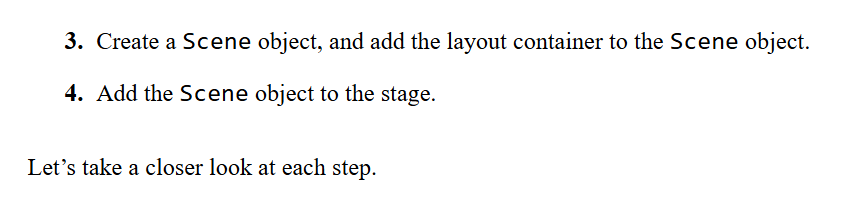 3. Create a Scene object, and add the layout container to the Scene object.
4. Add the Scene object to the stage.
Let’s take a closer look at each step.